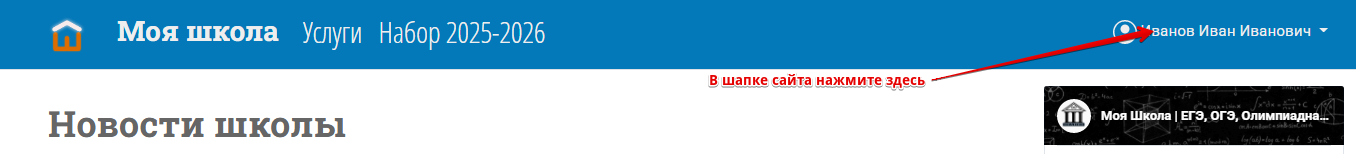 Моя школа Услуги Набор 2025-2026 Иванов Иван Иванович
В шапке сайта нажмите здесь
Новости школы
Моя Школа | ЕГЭ, ОГЭ, Олимпиадна...